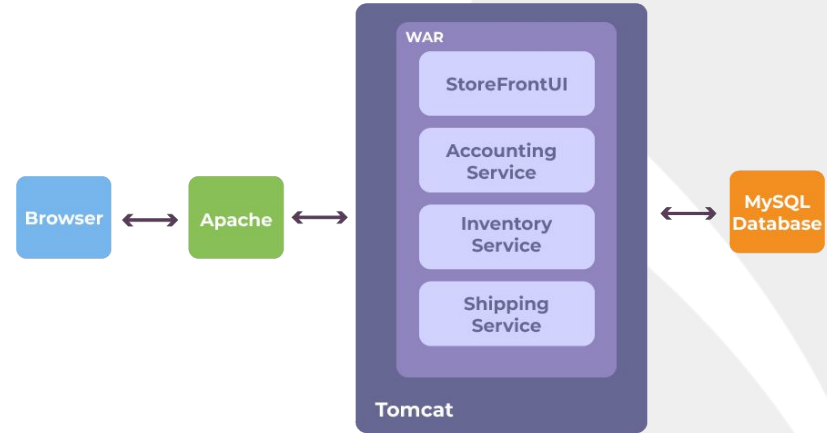 WAR
StoreFrontUI
Accounting
Service
Inventory
Service
Shipping
Service
Tomcat
Browser
Apache
MySQL
Database